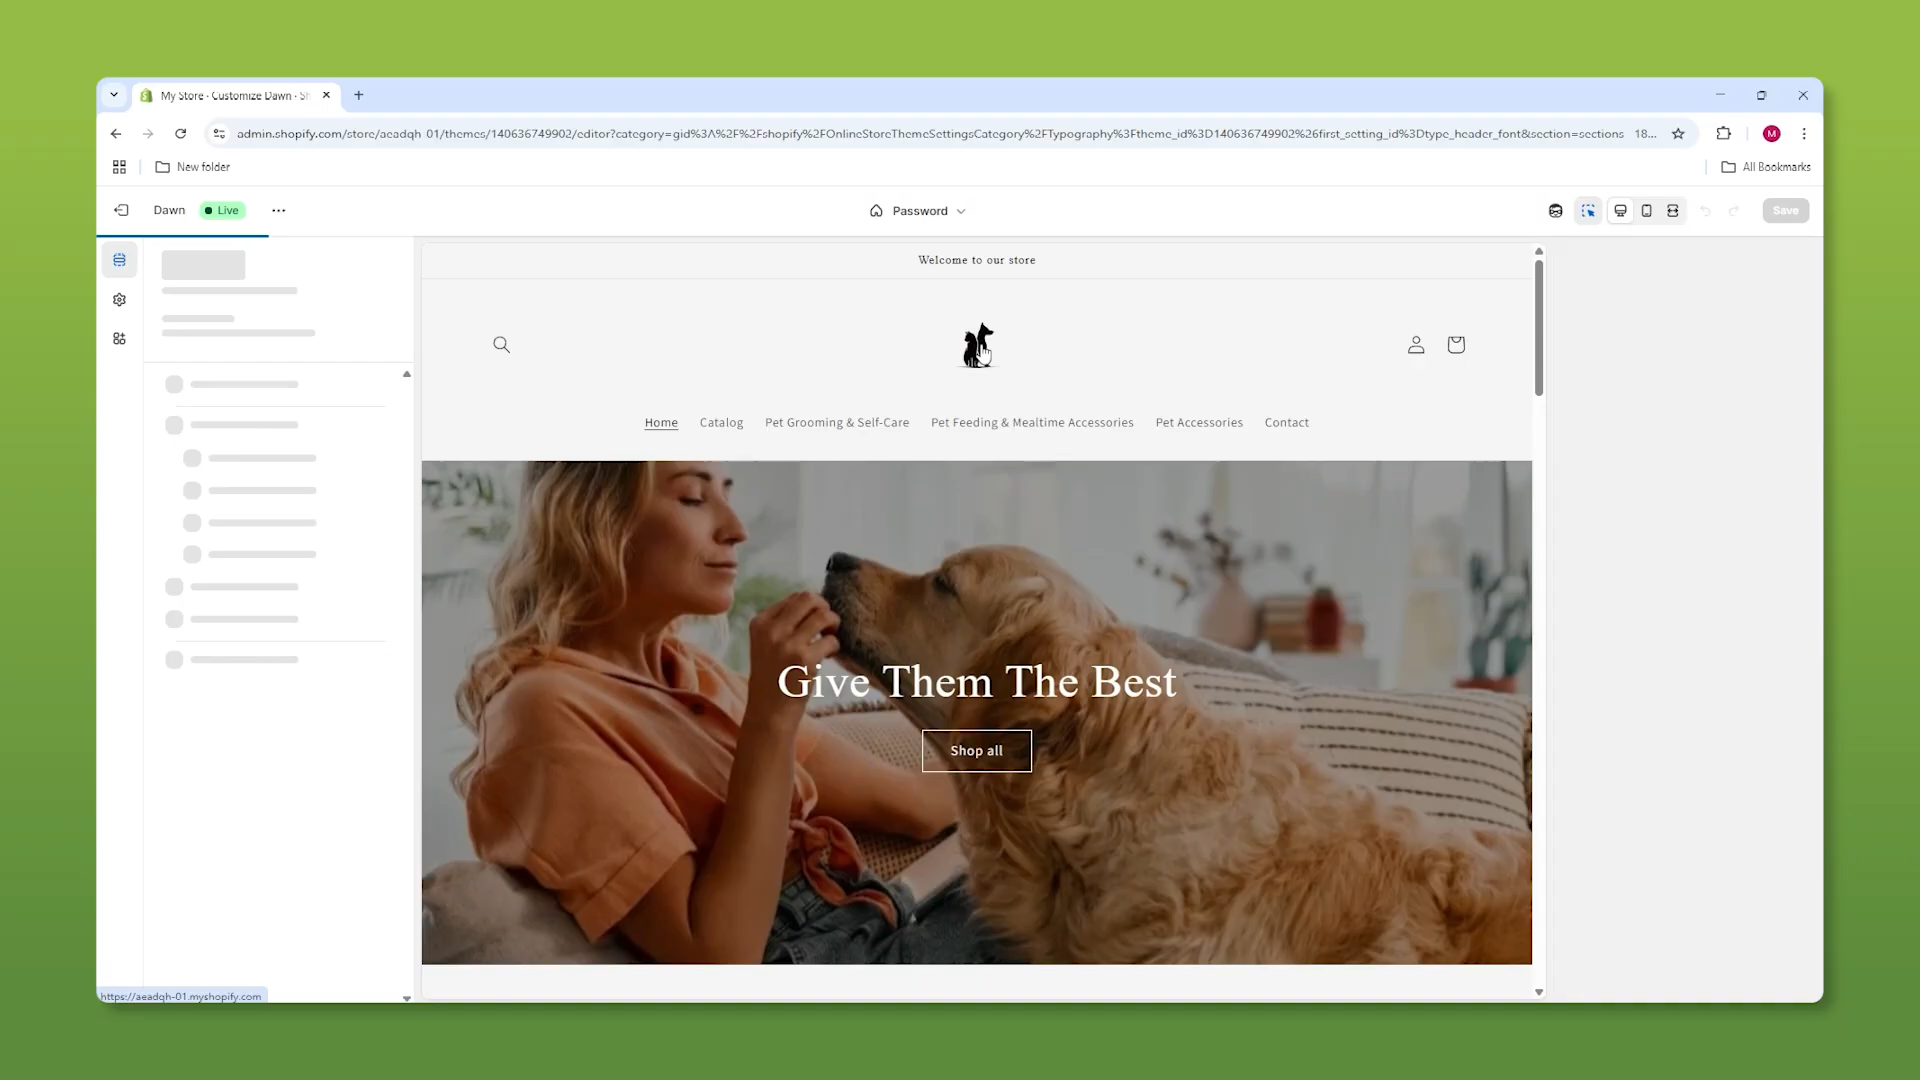 My Store · Customize Dawn · Sh
admin.shopify.com/store/aeadqh-01/themes/140636749902/editor?category=gid%3A%2F%2Fshopify%2FOnlineStoreThemeSettingsCategory%2FTypography%3Ftheme_id%3D140636749902%26first_setting_id%3Dtype_header_font&section=sections 18...
M
New folder
All Bookmarks
Dawn
Live
Password
Save
Welcome to our store
Home Catalog Pet Grooming & Self-Care Pet Feeding & Mealtime Accessories Pet Accessories Contact
Give Them The Best
Shop all
https://aeadqh-01.myshopify.com